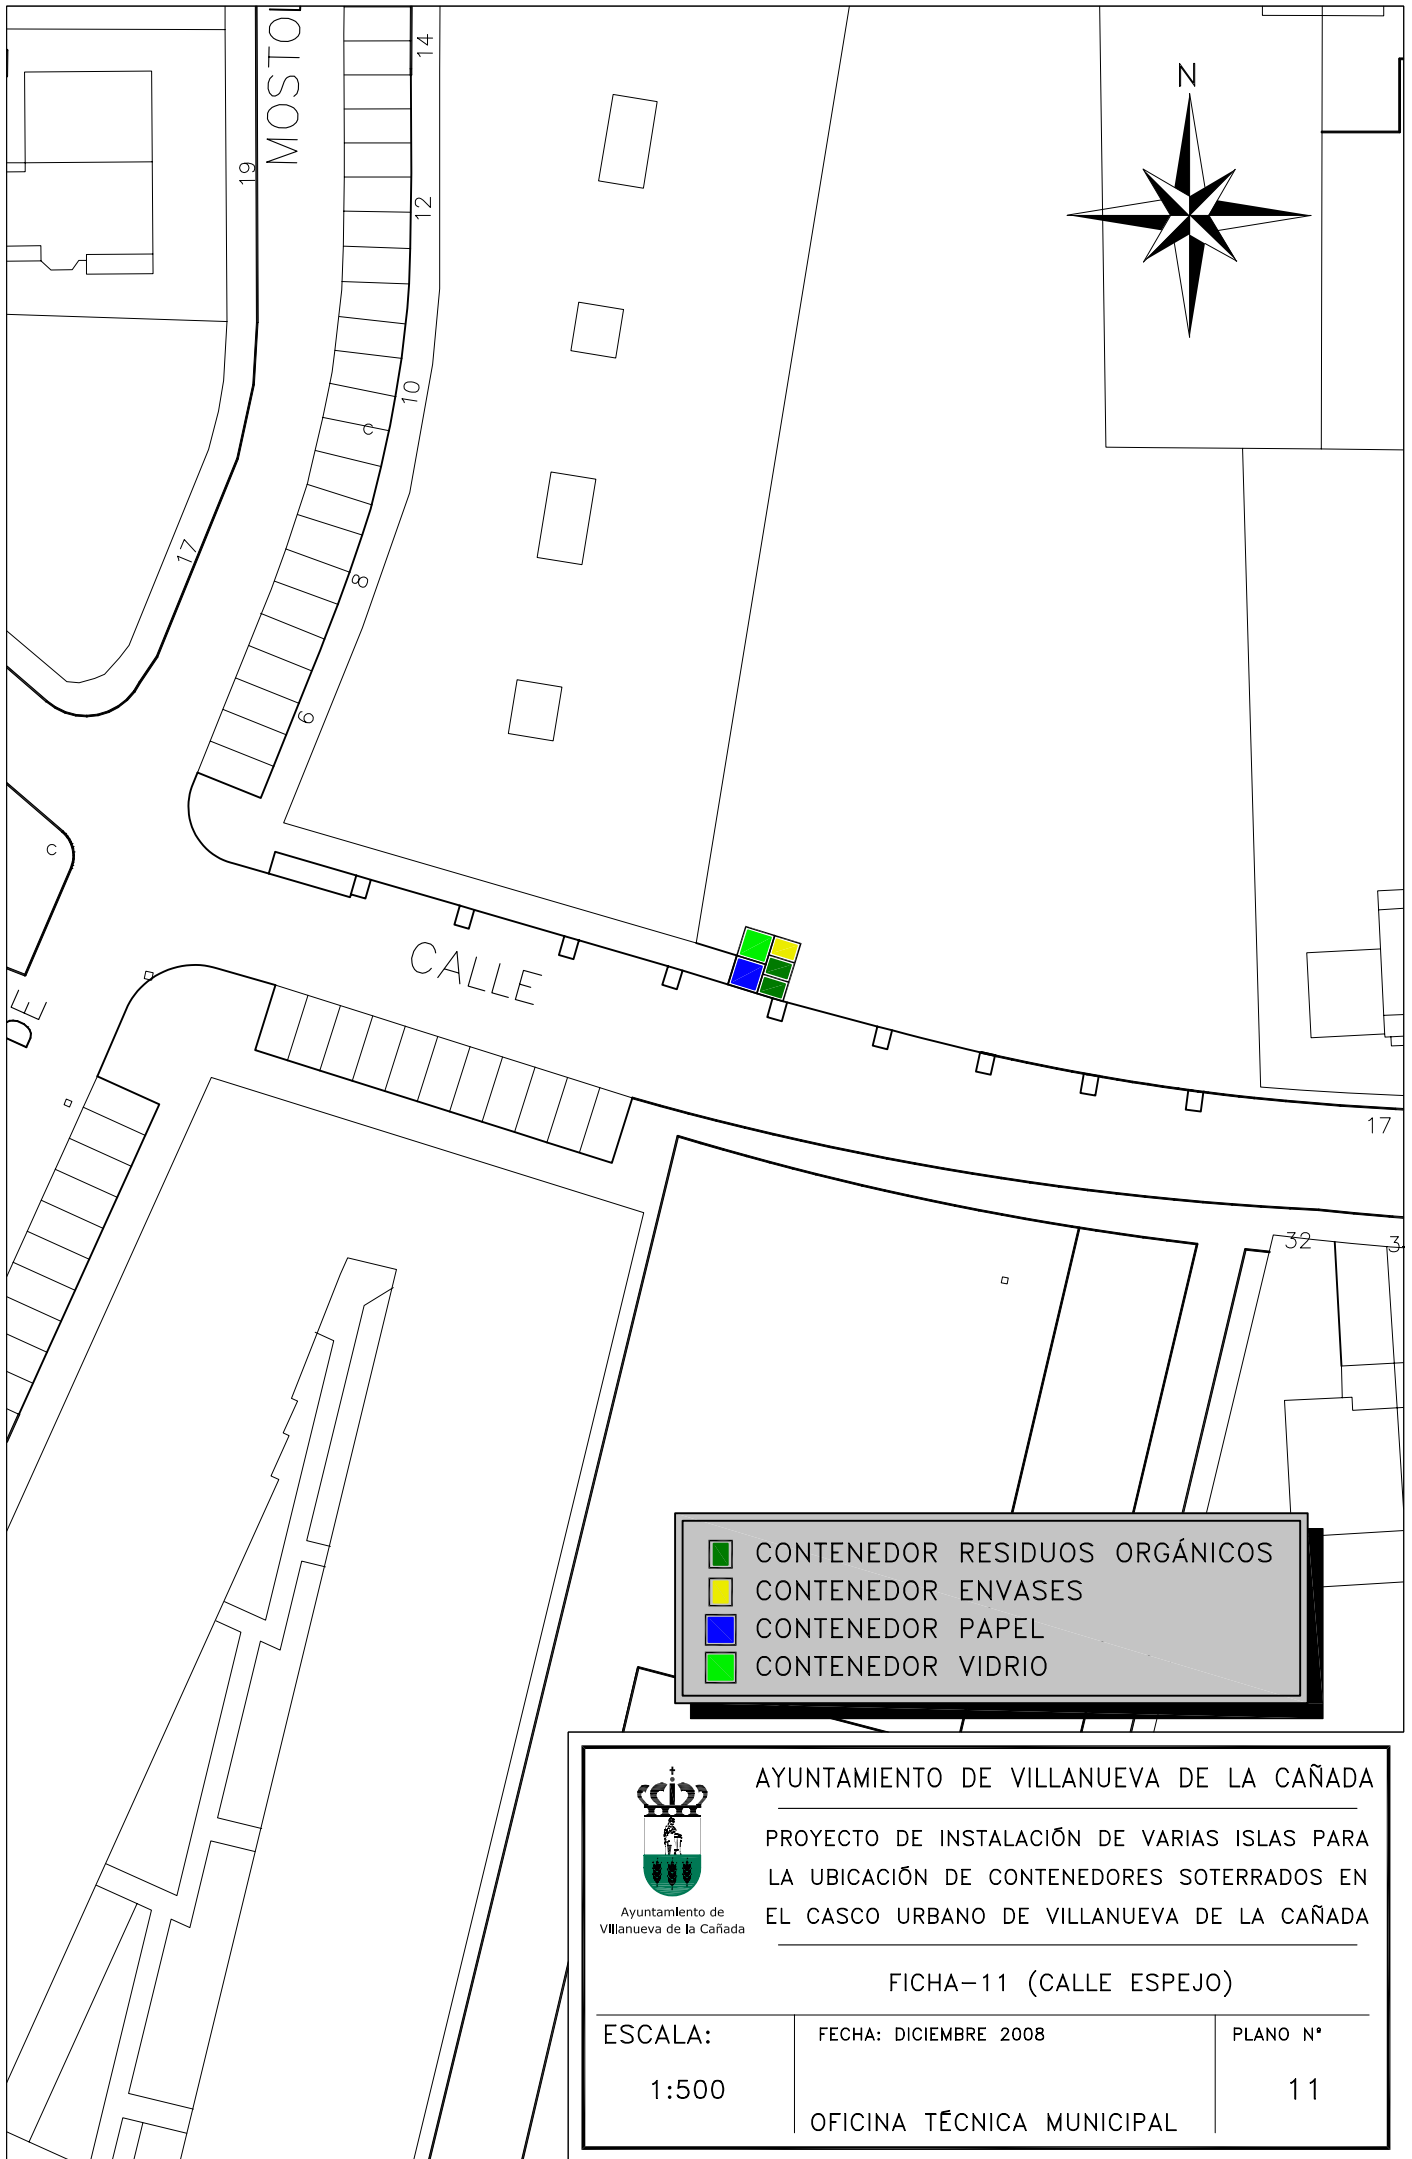 MOSTOL
14
N
19
12
10
C
17
8
6
C
CALLE
DE
17
32
3
CONTENEDOR RESIDUOS ORGÁNICOS
CONTENEDOR ENVASES
CONTENEDOR PAPEL
CONTENEDOR VIDRIO
AYUNTAMIENTO DE VILLANUEVA DE LA CAÑADA
PROYECTO DE INSTALACIÓN DE VARIAS ISLAS PARA
LA UBICACIÓN DE CONTENEDORES SOTERRADOS EN
EL CASCO URBANO DE VILLANUEVA DE LA CAÑADA
Ayuntamiento de
Villanueva de la Cañada
FICHA-11 (CALLE ESPEJO)
ESCALA:
1:500
FECHA: DICIEMBRE 2008
OFICINA TÉCNICA MUNICIPAL
PLANO Nº
11